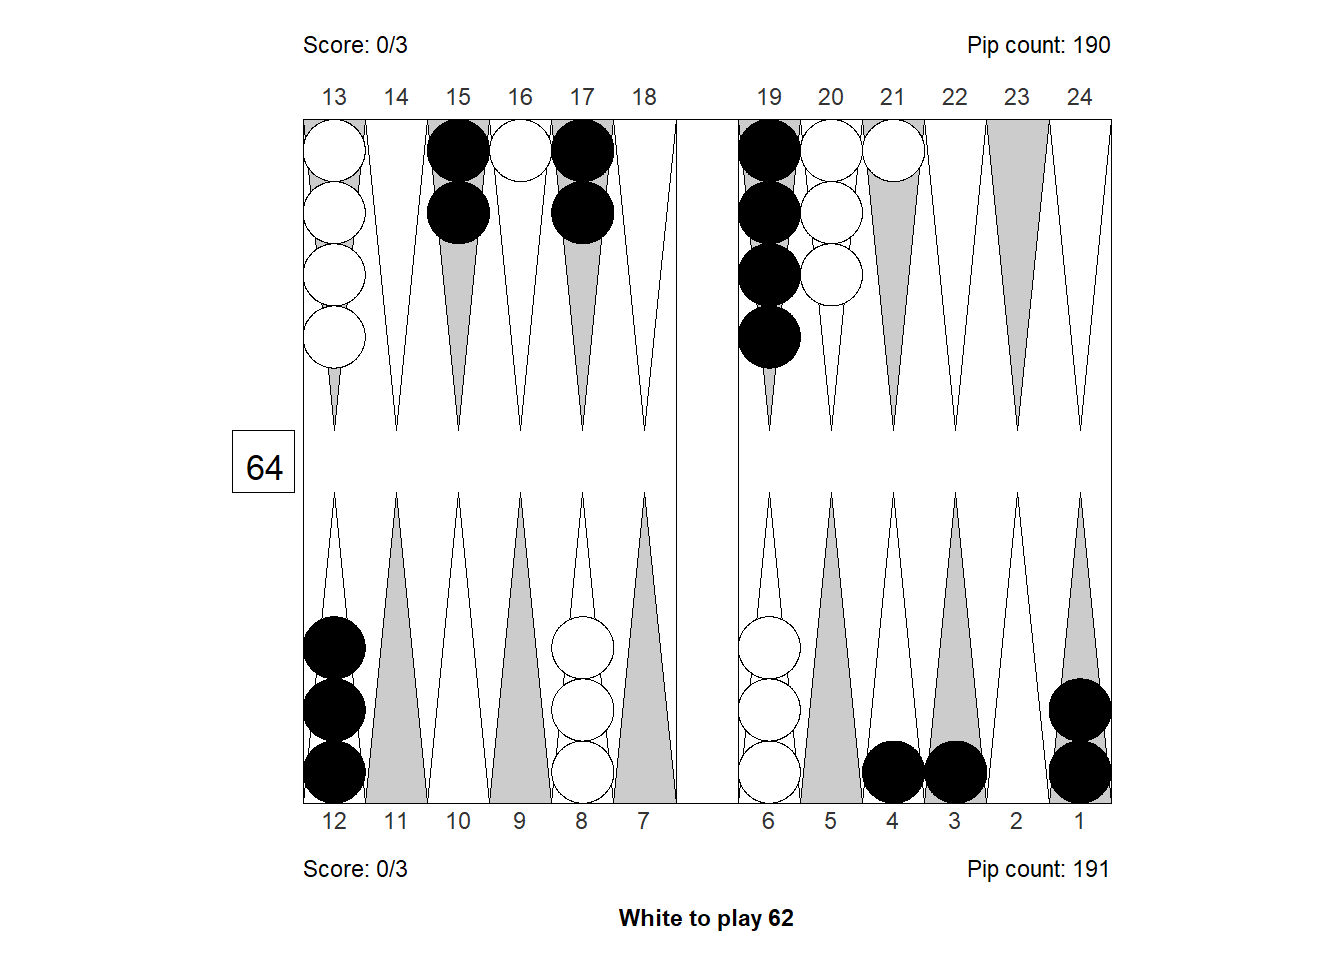 Score: 0/3 Pip count: 190
13 14 15 16 17 18 19 20 21 22 23 24
64
12 11 10 9 8 7 6 5 4 3 2 1
Score: 0/3 Pip count: 191
White to play 62